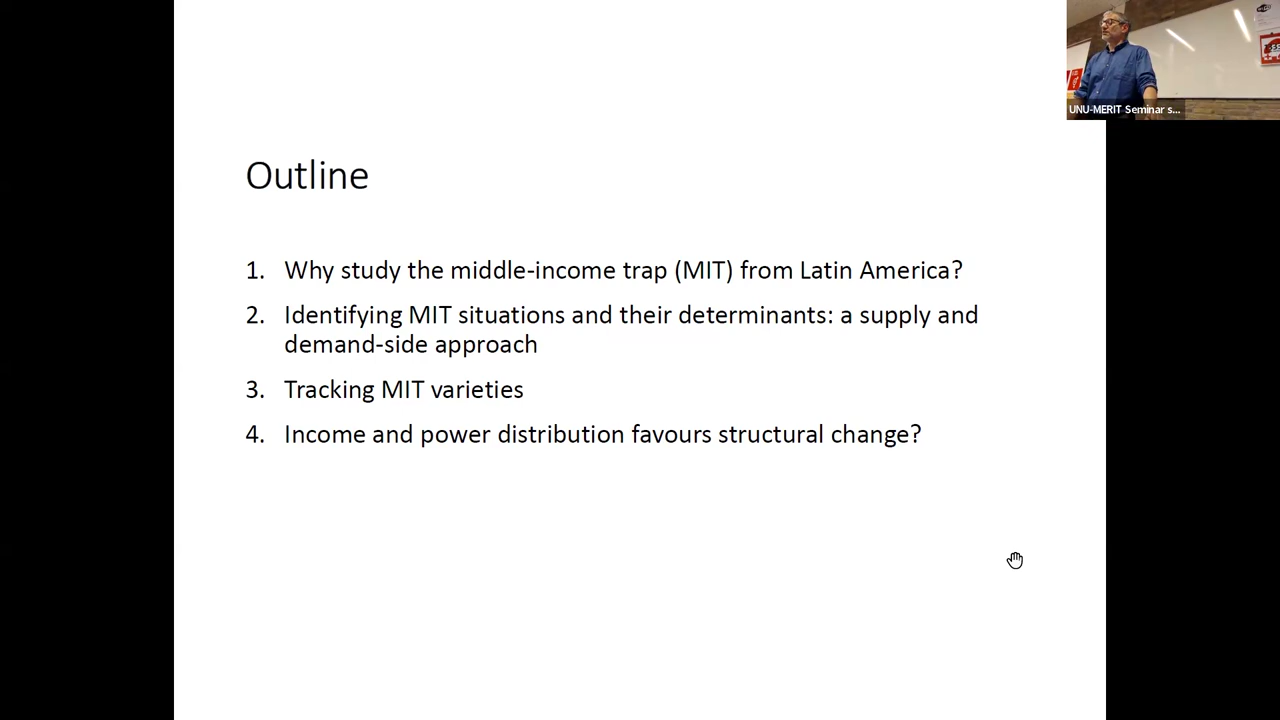 UNU-MERIT Seminar s...
Outline
1. Why study the middle-income trap (MIT) from Latin America?
2. Identifying MIT situations and their determinants: a supply and
demand-side approach
3. Tracking MIT varieties
4. Income and power distribution favours structural change?